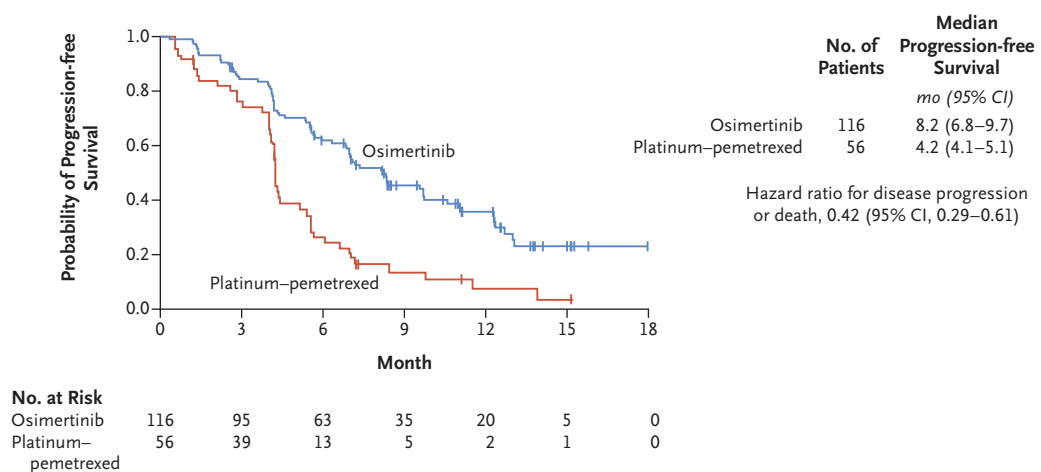 Probability of Progression-free
Survival
1.0
0.8
0.6
0.4
0.2
0.0
Osimertinib
Platinum–pemetrexed
0 3 6 9 12 15 18
Month
Median
No. of Progression-free
Patients Survival
mo (95% CI)
Osimertinib 116 8.2 (6.8–9.7)
Platinum–pemetrexed 56 4.2 (4.1–5.1)
Hazard ratio for disease progression
or death, 0.42 (95% CI, 0.29–0.61)
No. at Risk
Osimertinib 116 95 63 35 20 5 0
Platinum– 56 39 13 5 2 1 0
pemetrexed